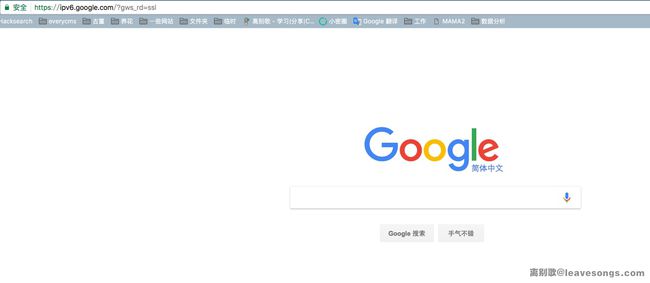 安全 https://ipv6.google.com/?gws_rd=ssl
Hacksearch everycms 古董 养花 一些网站 文件夹 临时 离别歌 - 学习|分享|C... 小密圈 Google 翻译 工作 MAMA2 数据分析
Google
简体中文
Google 搜索 手气不错
离别歌@leavesongs.com